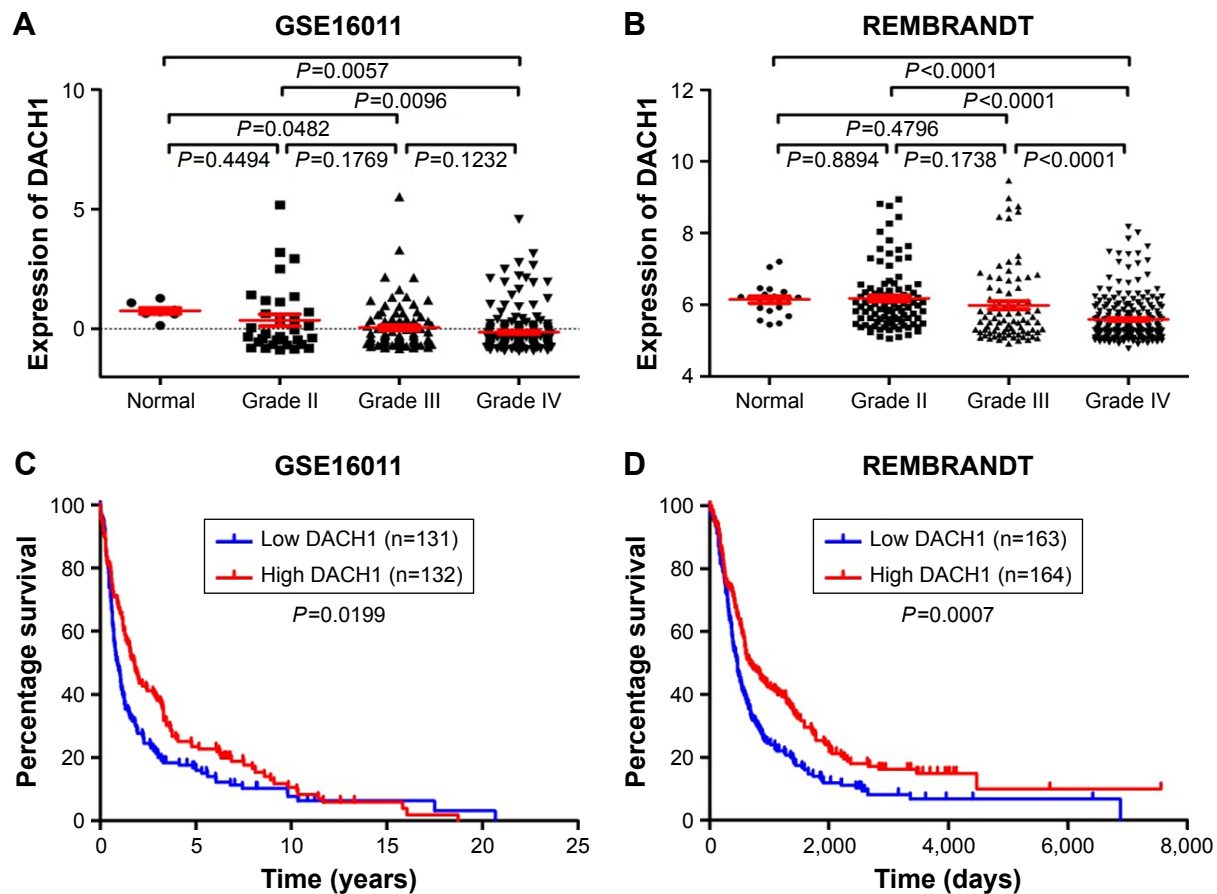 A
GSE16011
P=0.0057
P=0.0096
P=0.0482
P=0.4494
P=0.1769
P=0.1232
Expression of DACH1
10
5
0
Normal
Grade II
Grade III
Grade IV
B
REMBRANDT
P<0.0001
P<0.0001
P=0.4796
P=0.8894
P=0.1738
P<0.0001
Expression of DACH1
12
10
8
6
4
Normal
Grade II
Grade III
Grade IV
C
GSE16011
Low DACH1 (n=131)
High DACH1 (n=132)
P=0.0199
Percentage survival
100
80
60
40
20
0
0
5
10
15
20
25
Time (years)
D
REMBRANDT
Low DACH1 (n=163)
High DACH1 (n=164)
P=0.0007
Percentage survival
100
80
60
40
20
0
0
2,000
4,000
6,000
8,000
Time (days)